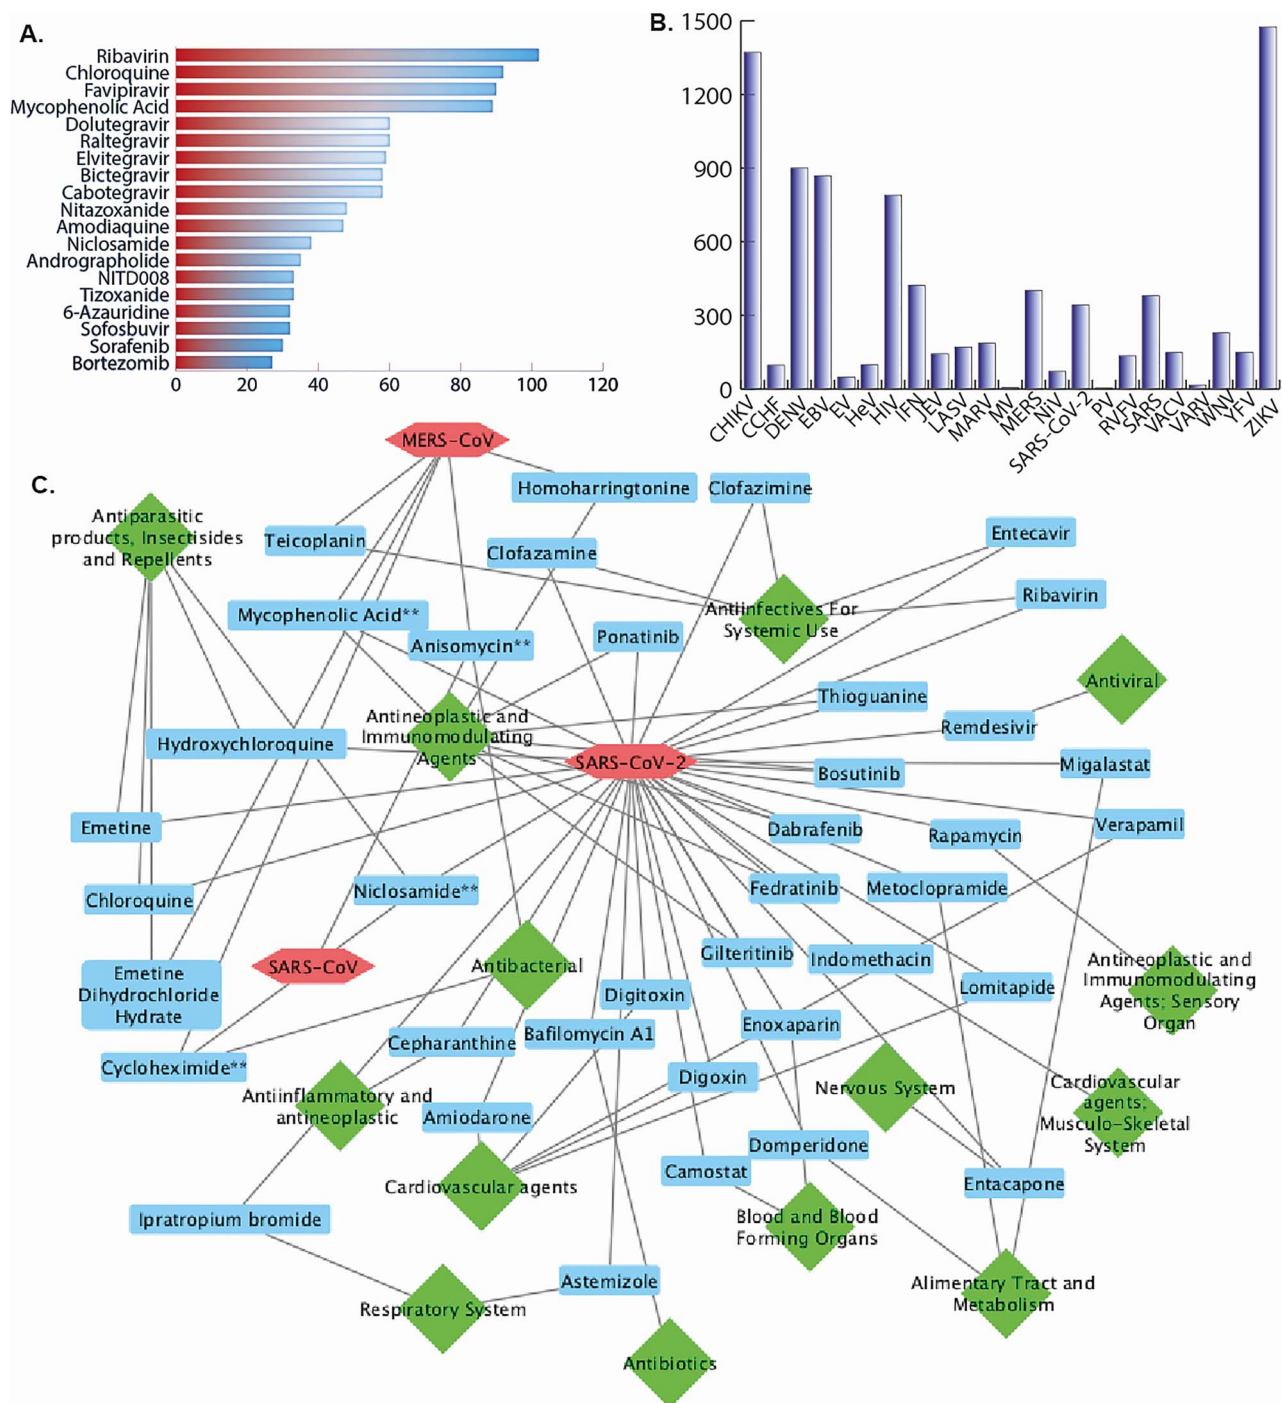 A.
Ribavirin
Chloroquine
Favipiravir
Mycophenolic Acid
Dolutegravir
Raltegravir
Elvitegravir
Bictegravir
Cabotegravir
Nitazoxanide
Amodiaquine
Niclosamide
Andrographolide
NITD008
Tizoxanide
6-Azauridine
Sofosbuvir
Sorafenib
Bortezomib
0 20 40 60 80 100 120
B.
1500
1200
900
600
300
0
CHIKV CCHF DENV EBV EV HeV HIV IFN JEV LASV MARV MV MERS NiV SARS-CoV-2 PV RVFV SARS VACV VARV WNV YFV ZIKV
C.
MERS-CoV
Homoharringtonine
Clofazimine
Antiparasitic
products, Insectisides
and Repellents
Teicoplanin
Clofazamine
Entecavir
Ribavirin
Mycophenolic Acid**
Anisomycin**
Ponatinib
Antiinfectives For
Systemic Use
Antiviral
Thioguanine
Remdesivir
Antineoplastic and
Immunomodulating
Agents
Hydroxychloroquine
SARS-CoV-2
Bosutinib
Migalastat
Emetine
Dabrafenib
Rapamycin
Verapamil
Chloroquine
Niclosamide**
Fedratinib
Metoclopramide
SARS-CoV
Antibacterial
Gilteritinib
Indomethacin
Antineoplastic and
Immunomodulating
Agents; Sensory
Organ
Emetine
Dihydrochloride
Hydrate
Digitoxin
Lomitapide
Cycloheximide**
Cepharanthine
Bafilomycin A1
Enoxaparin
Digoxin
Nervous System
Cardiovascular
agents;
Musculo-Skeletal
System
Antiinflammatory and
antineoplastic
Amiodarone
Domperidone
Cardiovascular agents
Camostat
Entacapone
Ipratropium bromide
Blood and Blood
Forming Organs
Astemizole
Respiratory System
Alimentary Tract and
Metabolism
Antibiotics